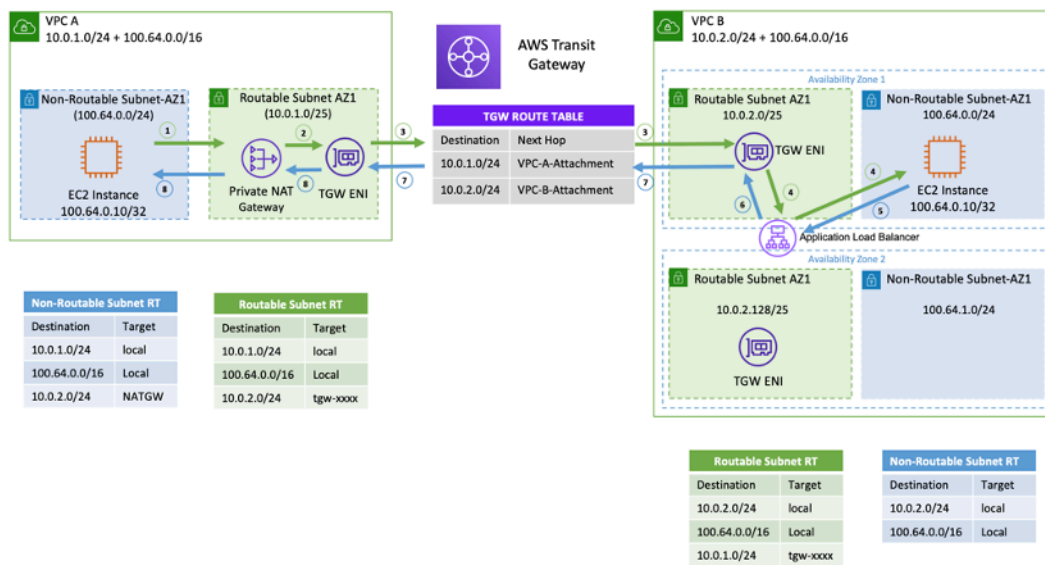 VPC A
10.0.1.0/24 + 100.64.0.0/16
Non-Routable Subnet-AZ1
(100.64.0.0/24)
1
EC2 Instance
100.64.0.10/32
8
Routable Subnet AZ1
(10.0.1.0/25)
2
Private NAT
Gateway
8
TGW ENI
3
7
AWS Transit
Gateway
TGW ROUTE TABLE
Destination Next Hop
10.0.1.0/24 VPC-A-Attachment
10.0.2.0/24 VPC-B-Attachment
3
7
VPC B
10.0.2.0/24 + 100.64.0.0/16
Availability Zone 1
Routable Subnet AZ1
10.0.2.0/25
TGW ENI
4
6
Non-Routable Subnet-AZ1
100.64.0.0/24
4
EC2 Instance
100.64.0.10/32
5
Application Load Balancer
Availability Zone 2
Routable Subnet AZ1
10.0.2.128/25
TGW ENI
Non-Routable Subnet-AZ1
100.64.1.0/24
Non-Routable Subnet RT
Destination Target
10.0.1.0/24 local
100.64.0.0/16 Local
10.0.2.0/24 NATGW
Routable Subnet RT
Destination Target
10.0.1.0/24 local
100.64.0.0/16 Local
10.0.2.0/24 tgw-xxxx
Routable Subnet RT
Destination Target
10.0.2.0/24 local
100.64.0.0/16 Local
10.0.1.0/24 tgw-xxxx
Non-Routable Subnet RT
Destination Target
10.0.2.0/24 local
100.64.0.0/16 Local